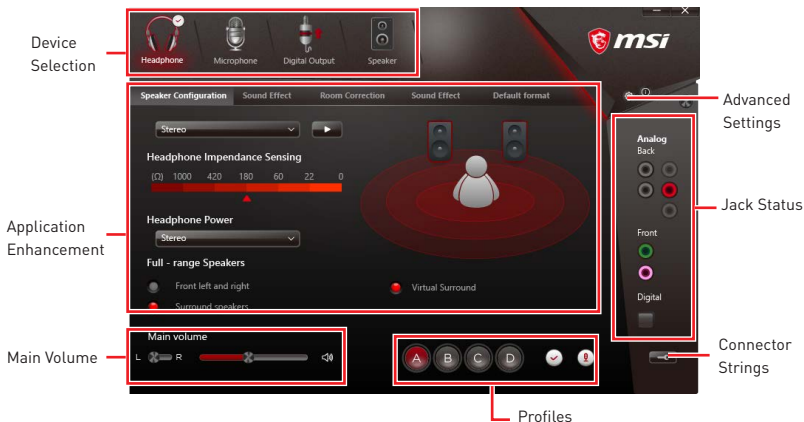 Device
Selection
Headphone
Microphone
Digital Output
Speaker
msi
Speaker Configuration
Sound Effect
Room Correction
Sound Effect
Default format
Advanced
Settings
Stereo
Headphone Impendance Sensing
(Ω) 1000 420 180 60 22 0
Application
Enhancement
Headphone Power
Stereo
Full - range Speakers
Front left and right
Virtual Surround
Surround speakers
Analog
Back
Jack Status
Front
Digital
Main Volume
Main volume
L R
A B C D
Connector
Strings
Profiles